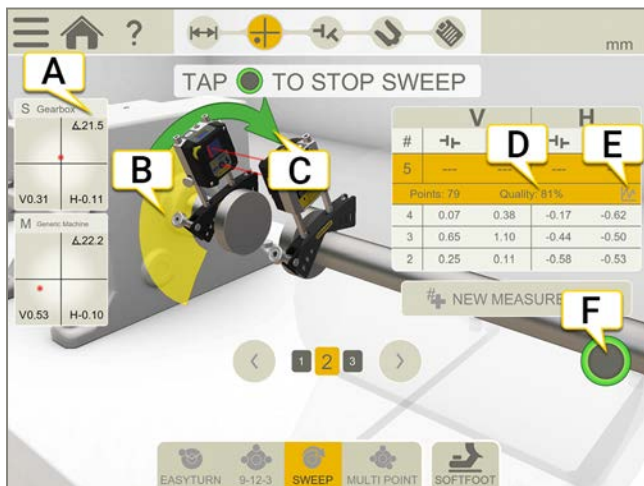 ?
mm
TAP TO STOP SWEEP
A
S Gearbox
∡21.5
V0.31 H-0.11
M Generic Machine
∡22.2
V0.53 H-0.10
B
C
D
E
F
V H
#
5 --- --- ---
Points: 79 Quality: 81%
4 0.07 0.38 -0.17 -0.62
3 0.65 1.10 -0.44 -0.50
2 0.25 0.11 -0.58 -0.53
NEW MEASURE
1 2 3
EASYTURN 9-12-3 SWEEP MULTI POINT SOFTFOOT